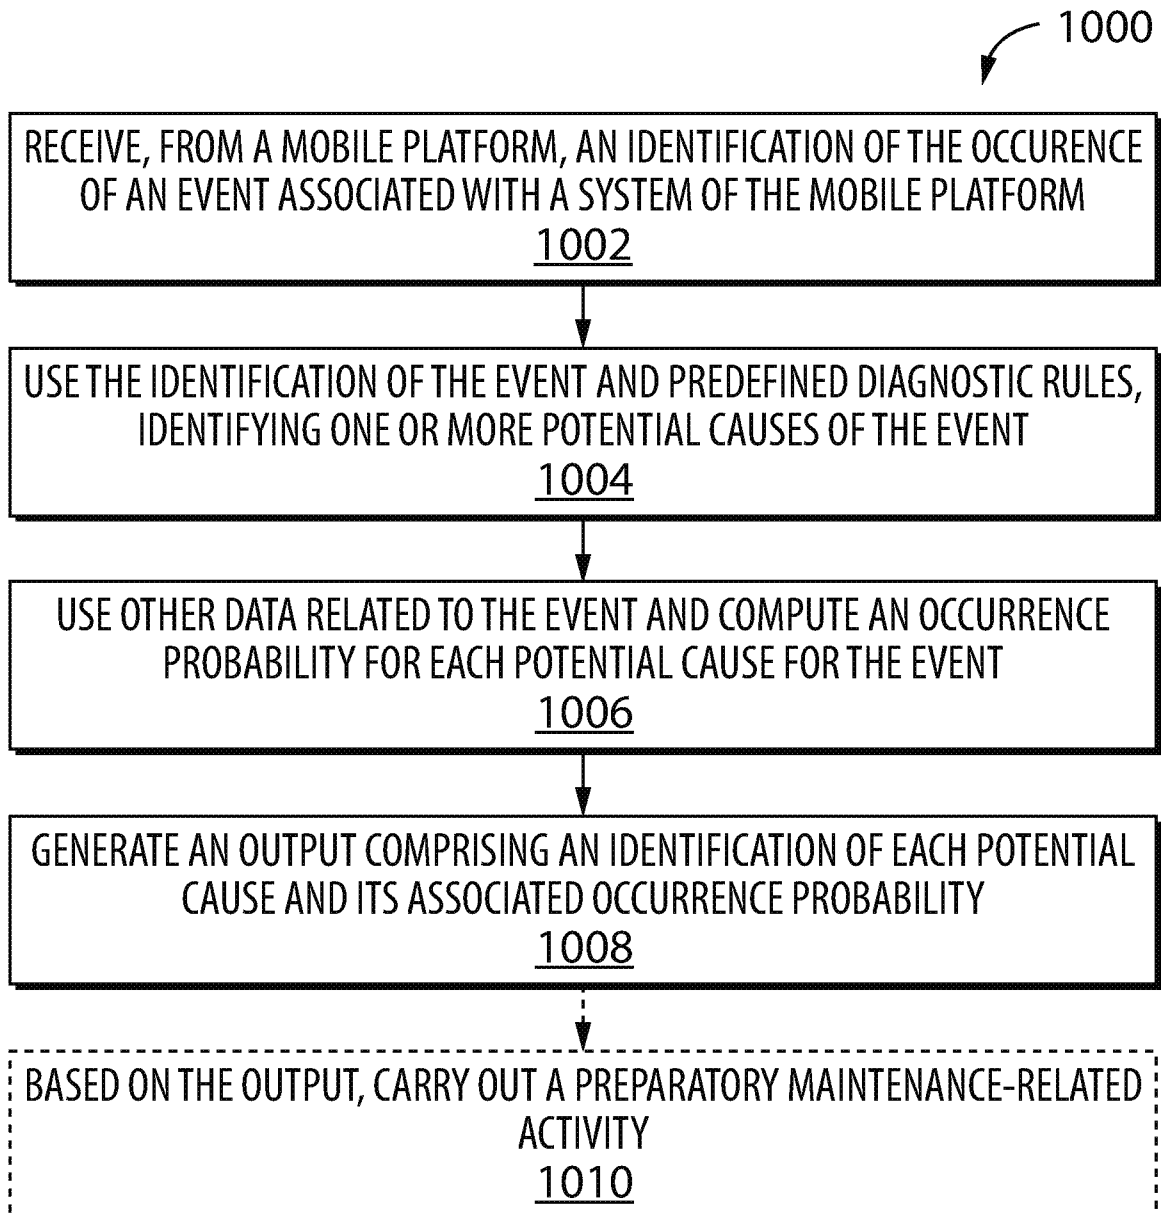 1000
RECEIVE, FROM A MOBILE PLATFORM, AN IDENTIFICATION OF THE OCCURENCE
OF AN EVENT ASSOCIATED WITH A SYSTEM OF THE MOBILE PLATFORM
1002
USE THE IDENTIFICATION OF THE EVENT AND PREDEFINED DIAGNOSTIC RULES,
IDENTIFYING ONE OR MORE POTENTIAL CAUSES OF THE EVENT
1004
USE OTHER DATA RELATED TO THE EVENT AND COMPUTE AN OCCURRENCE
PROBABILITY FOR EACH POTENTIAL CAUSE FOR THE EVENT
1006
GENERATE AN OUTPUT COMPRISING AN IDENTIFICATION OF EACH POTENTIAL
CAUSE AND ITS ASSOCIATED OCCURRENCE PROBABILITY
1008
BASED ON THE OUTPUT, CARRY OUT A PREPARATORY MAINTENANCE-RELATED
ACTIVITY
1010